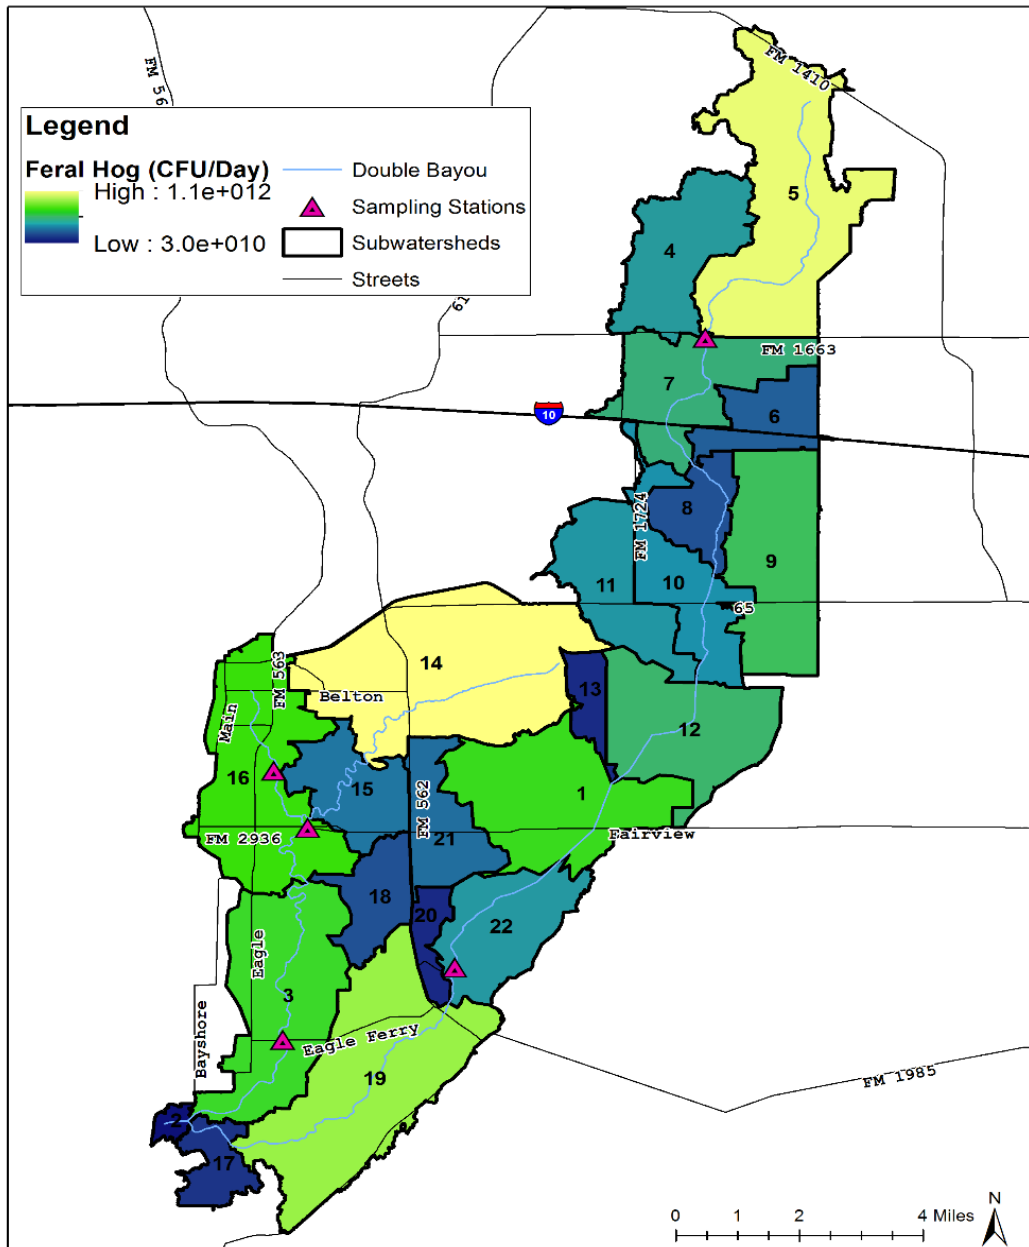 FM 1410
FM 56
Legend
Feral Hog (CFU/Day)
High : 1.1e+012
Low : 3.0e+010
Double Bayou
Sampling Stations
Subwatersheds
Streets
5
4
61
FM 1663
7
10
6
8
FM 1724
9
11
10
65
14
FM 563
13
Belton
Main
12
16
15
1
FM 562
FM 2936
21
Fairview
18
20
22
Eagle
3
Bayshore
Eagle Ferry
19
FM 1985
2
17
N
0 1 2 4 Miles